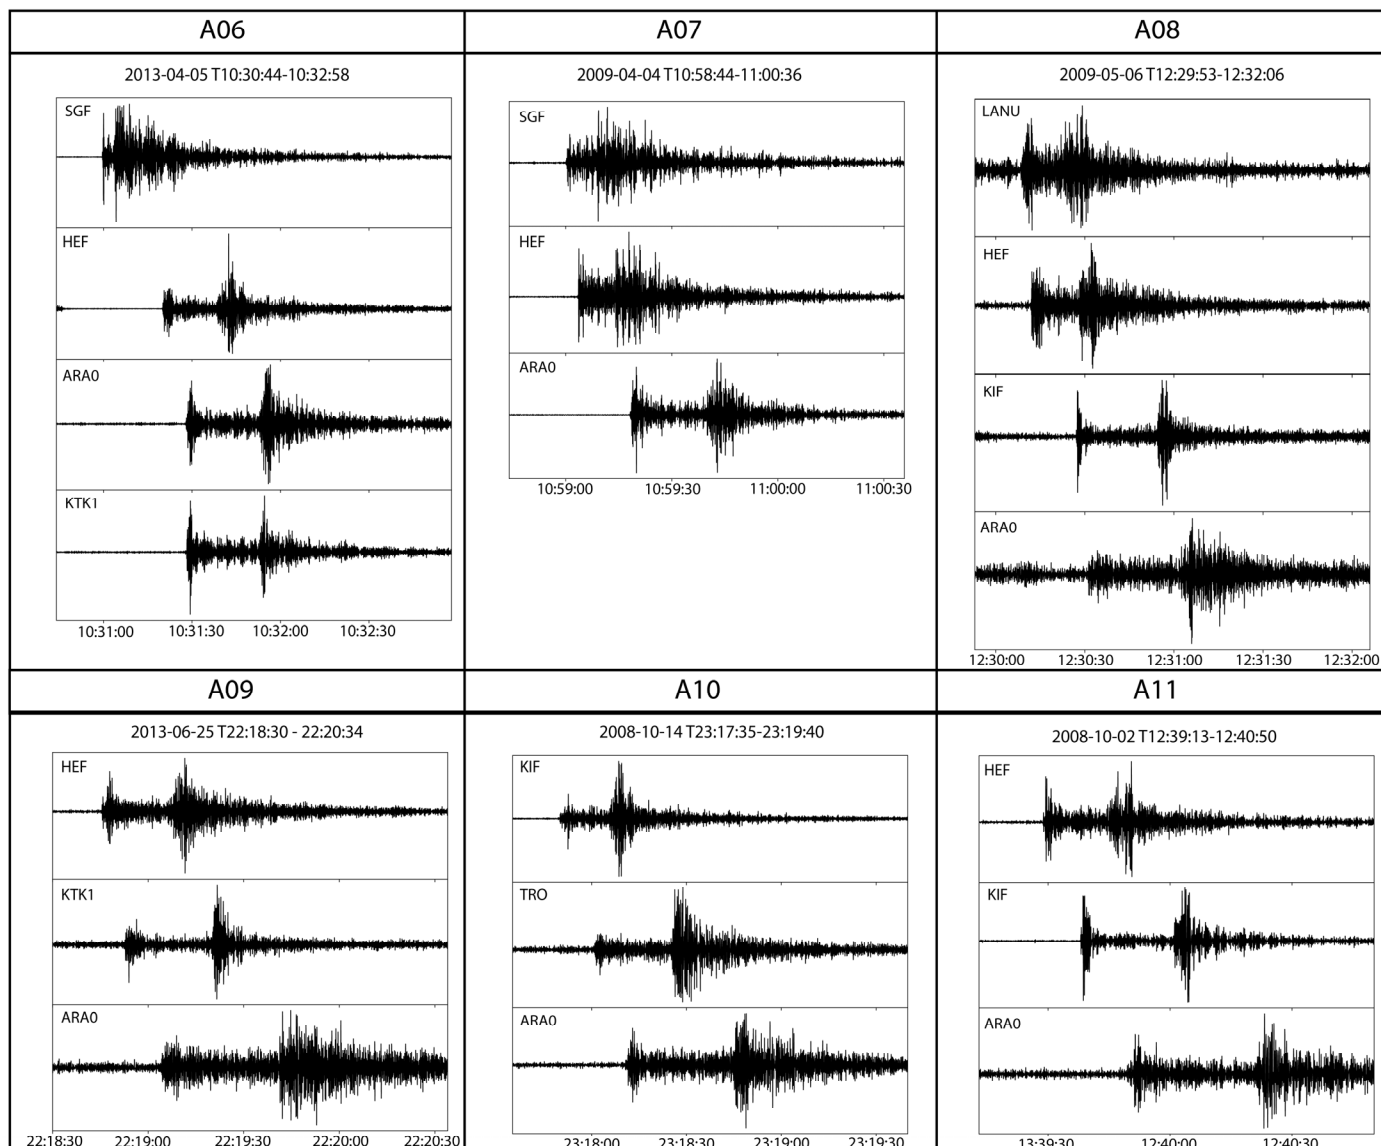 A06
A07
A08
2013-04-05 T10:30:44-10:32:58
2009-04-04 T10:58:44-11:00:36
2009-05-06 T12:29:53-12:32:06
SGF
HEF
ARA0
KTK1
10:31:00 10:31:30 10:32:00 10:32:30
SGF
HEF
ARA0
10:59:00 10:59:30 11:00:00 11:00:30
LANU
HEF
KIF
ARA0
12:30:00 12:30:30 12:31:00 12:31:30 12:32:00
A09
A10
A11
2013-06-25 T22:18:30 - 22:20:34
2008-10-14 T23:17:35-23:19:40
2008-10-02 T12:39:13-12:40:50
HEF
KTK1
ARA0
22:18:30 22:19:00 22:19:30 22:20:00 22:20:30
KIF
TRO
ARA0
23:18:00 23:18:30 23:19:00 23:19:30
HEF
KIF
ARA0
13:39:30 12:40:00 12:40:30